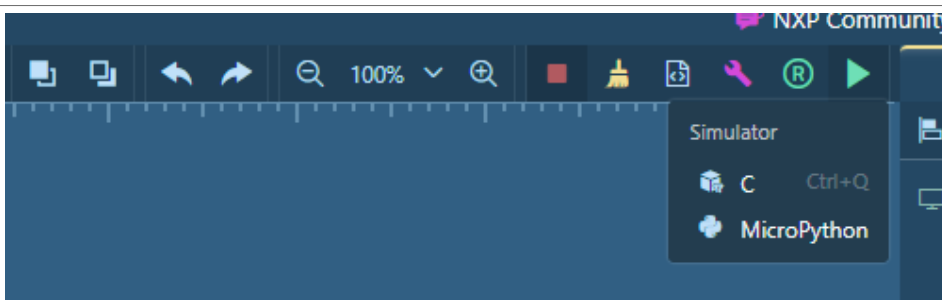 NXP Community
100%
R
Simulator
C Ctrl+Q
MicroPython